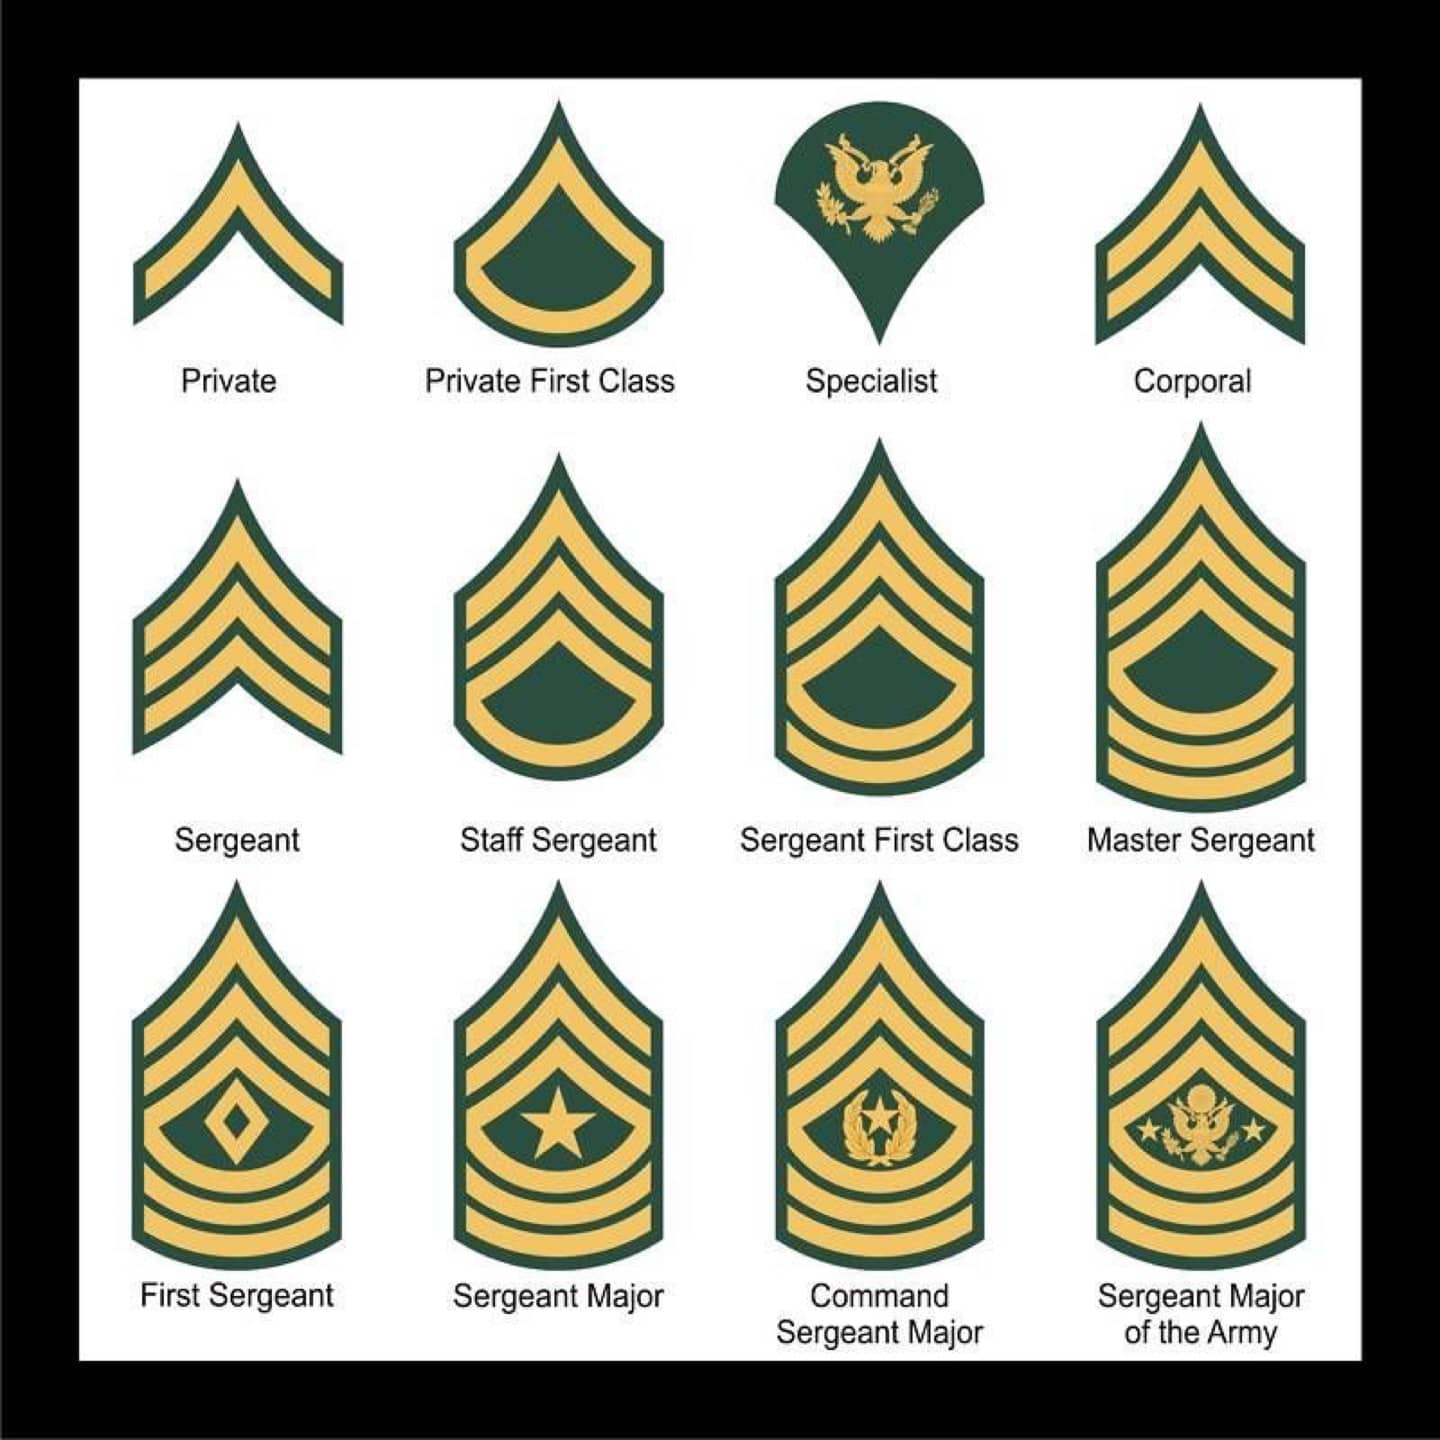 Private
Private First Class
Specialist
Corporal
Sergeant
Staff Sergeant
Sergeant First Class
Master Sergeant
First Sergeant
Sergeant Major
Command
Sergeant Major
Sergeant Major
of the Army